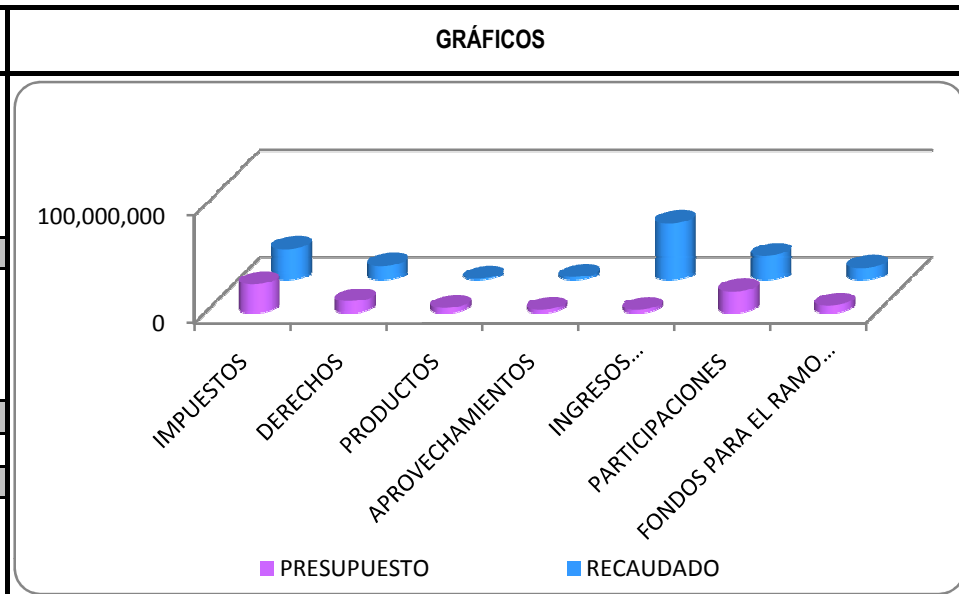 GRÁFICOS
100,000,000
0
IMPUESTOS
DERECHOS
PRODUCTOS
APROVECHAMIENTOS
INGRESOS...
PARTICIPACIONES
FONDOS PARA EL RAMO...
PRESUPUESTO
RECAUDADO